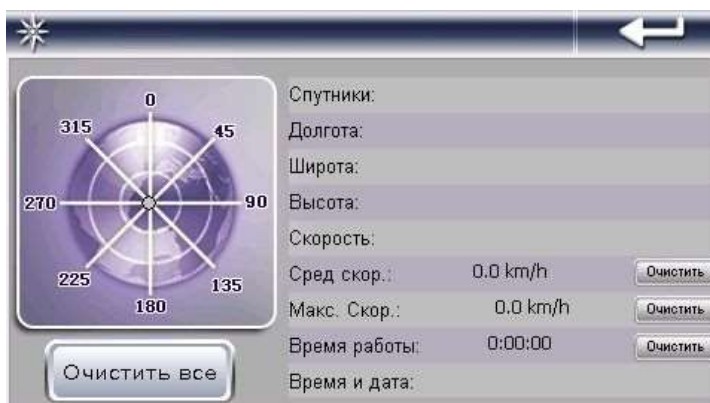 0
315
45
270
90
225
135
180
Очистить все
Спутники:
Долгота:
Широта:
Высота:
Скорость:
Сред скор.: 0.0 km/h Очистить
Макс. Скор.: 0.0 km/h Очистить
Время работы: 0:00:00 Очистить
Время и дата: